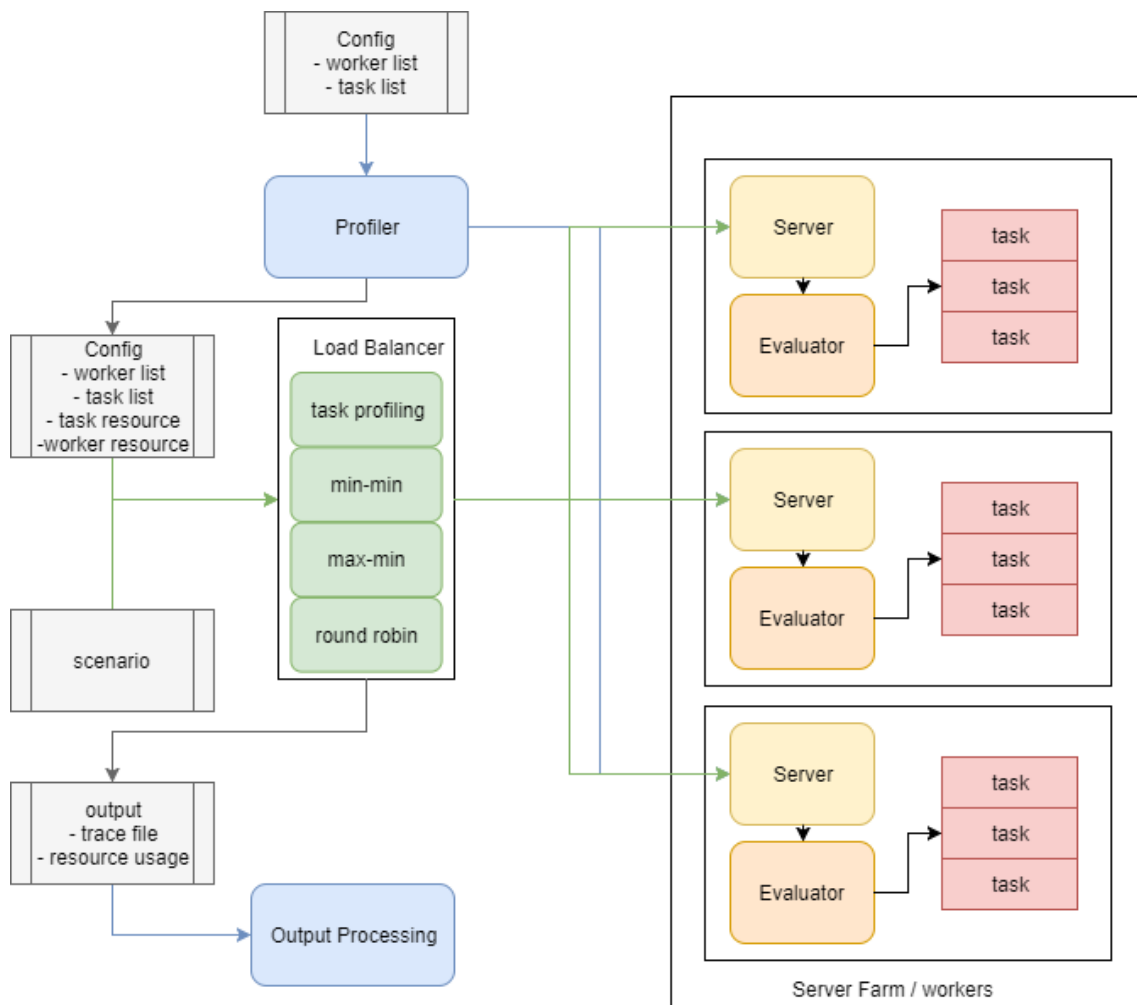 Config
- worker list
- task list
Profiler
Config
- worker list
- task list
- task resource
-worker resource
scenario
Load Balancer
task profiling
min-min
max-min
round robin
output
- trace file
- resource usage
Output Processing
Server
Evaluator
task
task
task
Server
Evaluator
task
task
task
Server
Evaluator
task
task
task
Server Farm / workers